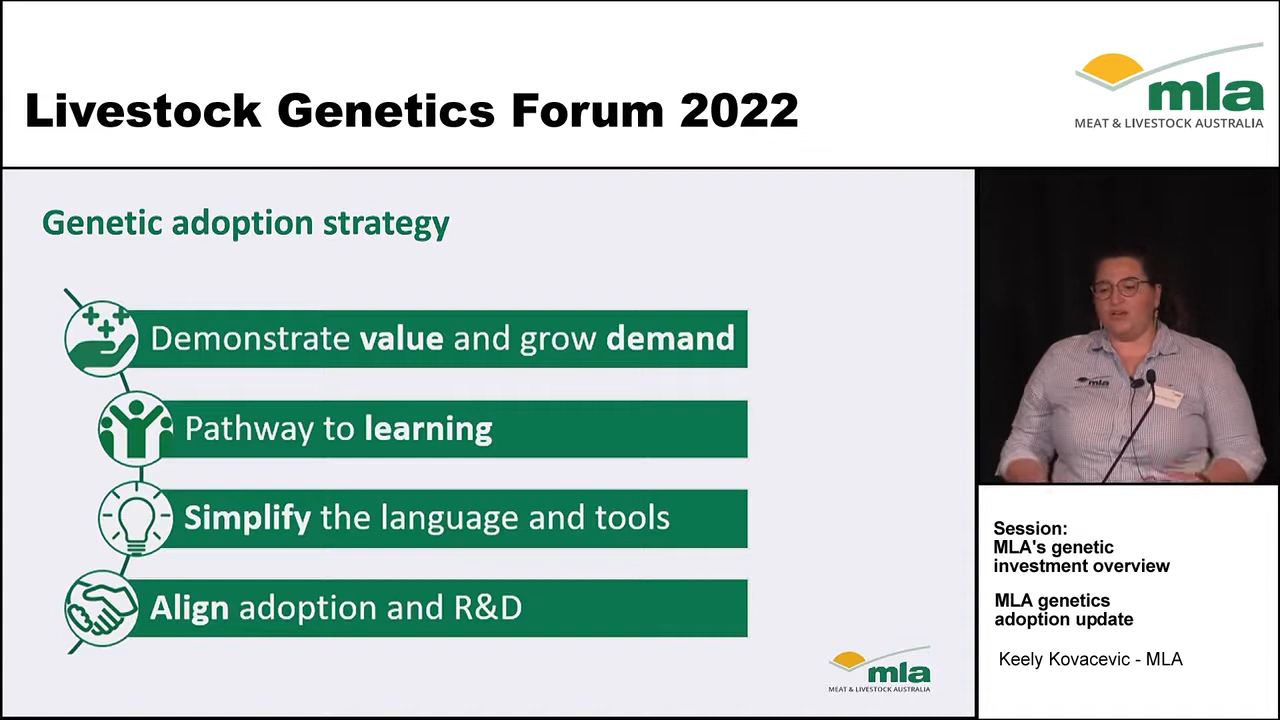 Livestock Genetics Forum 2022
mla
MEAT & LIVESTOCK AUSTRALIA
Genetic adoption strategy
Demonstrate value and grow demand
Pathway to learning
Simplify the language and tools
Align adoption and R&D
mla
MEAT & LIVESTOCK AUSTRALIA
mla
Session:
MLA's genetic
investment overview
MLA genetics
adoption update
Keely Kovacevic - MLA